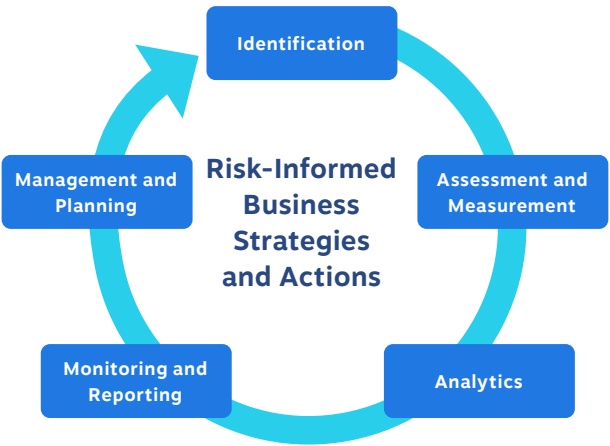 Identification
Assessment and
Measurement
Analytics
Monitoring and
Reporting
Management and
Planning
Risk-Informed
Business
Strategies
and Actions